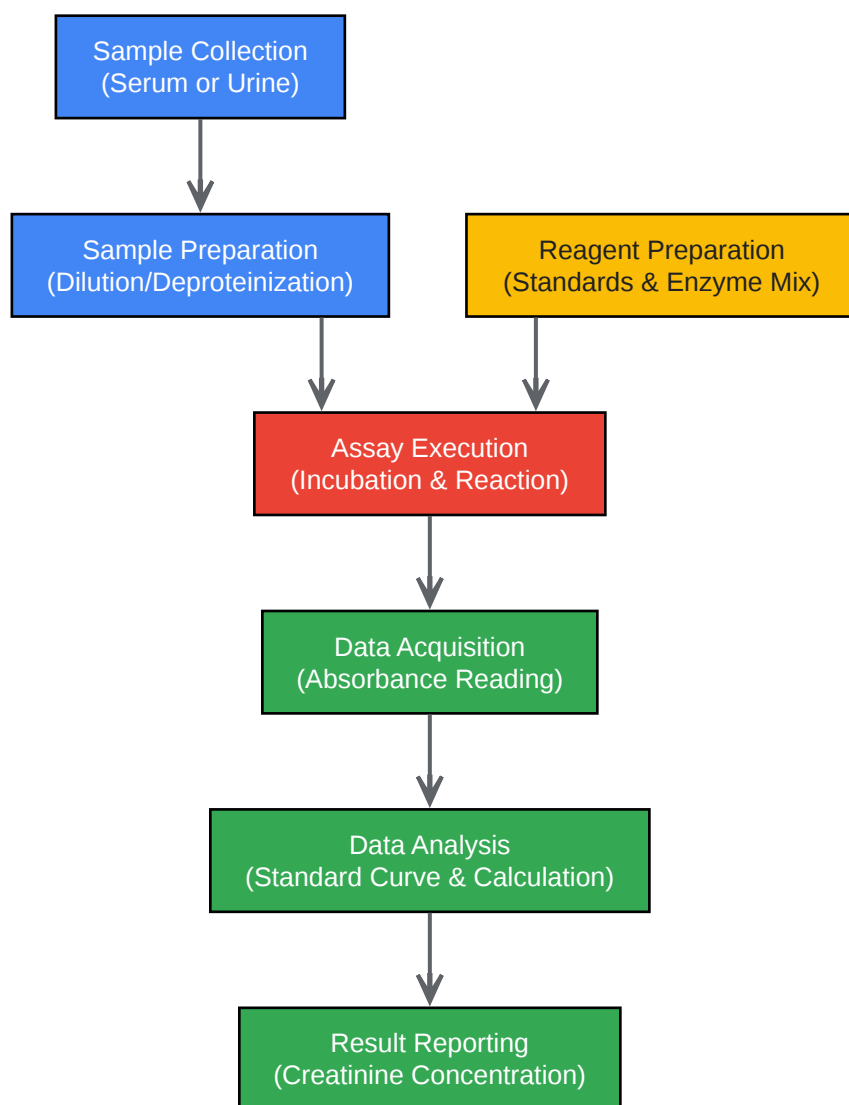 Sample Collection
(Serum or Urine)
Sample Preparation
(Dilution/Deproteinization)
Reagent Preparation
(Standards & Enzyme Mix)
Assay Execution
(Incubation & Reaction)
Data Acquisition
(Absorbance Reading)
Data Analysis
(Standard Curve & Calculation)
Result Reporting
(Creatinine Concentration)